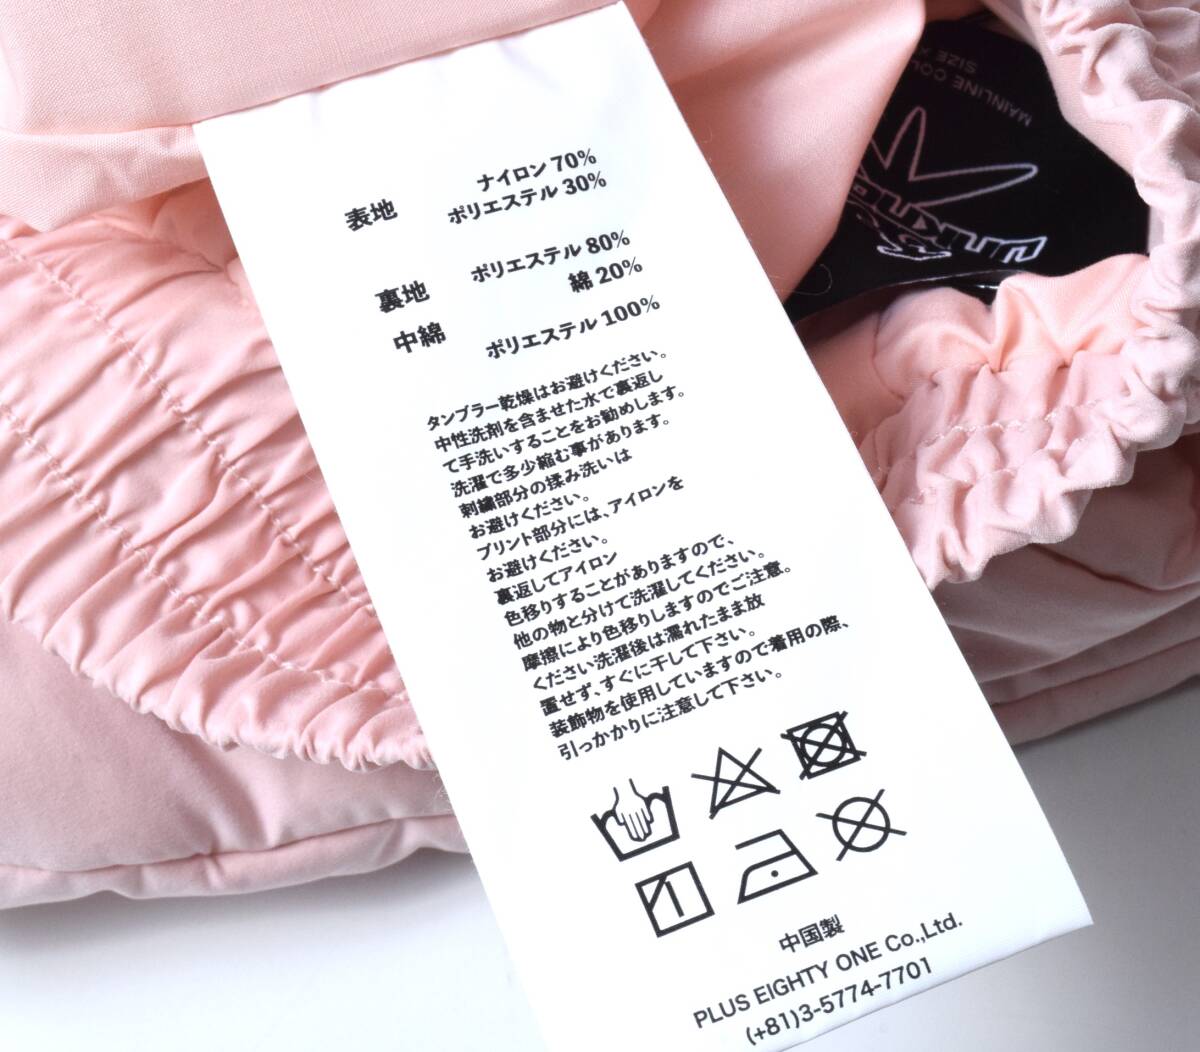 表地 ナイロン 70%
ポリエステル 30%
裏地 ポリエステル 80%
綿 20%
中綿 ポリエステル 100%
タンブラー乾燥はお避けください。
中性洗剤を含ませた水で裏返し
て手洗いすることをお勧めします。
洗濯で多少縮む事があります。
刺繍部分の揉み洗いは
お避けください。
プリント部分には、アイロンを
お避けください。
裏返してアイロン
色移りすることがありますので、
他の物と分けて洗濯してください。
摩擦により色移りしますのでご注意。
ください洗濯後は濡れたまま放
置せず、すぐに干して下さい。
装飾物を使用していますので着用の際、
引っかかりに注意して下さい。
中国製
PLUS EIGHTY ONE Co.,Ltd.
(+81)3-5774-7701
MAINLINE
SIZE